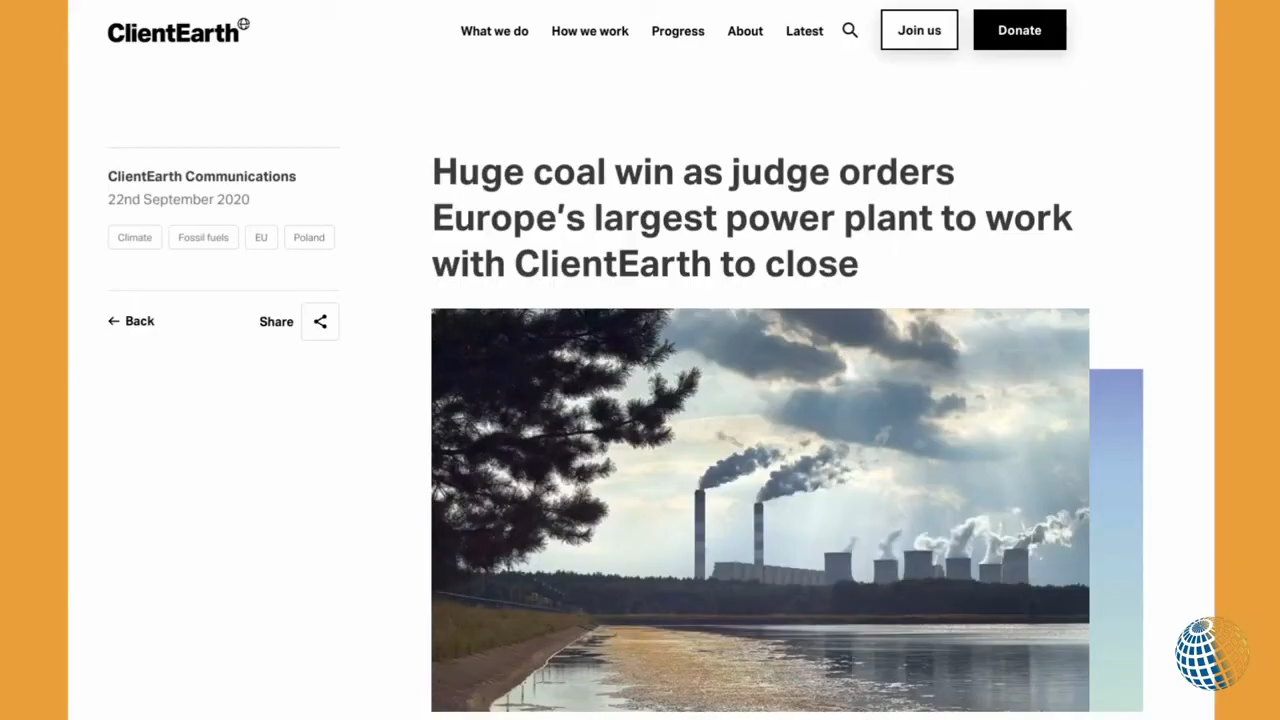 ClientEarth
What we do How we work Progress About Latest Join us Donate
ClientEarth Communications
22nd September 2020
Climate Fossil fuels EU Poland
Back Share
Huge coal win as judge orders
Europe's largest power plant to work
with ClientEarth to close